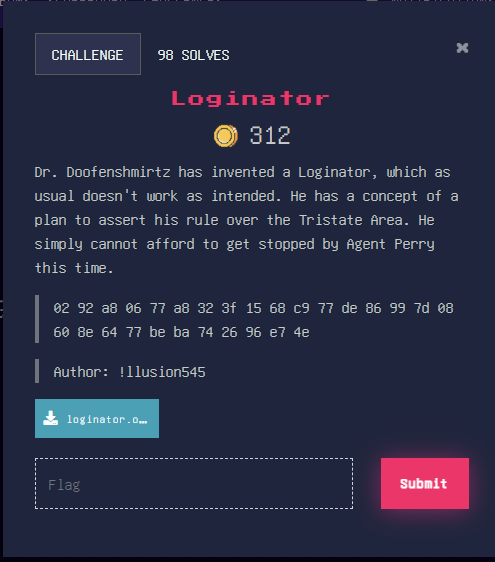 CHALLENGE
98 SOLVES
×
Loginator
312
Dr. Doofenshmirtz has invented a Loginator, which as
usual doesn't work as intended. He has a concept of a
plan to assert his rule over the Tristate Area. He
simply cannot afford to get stopped by Agent Perry
this time.
02 92 a8 06 77 a8 32 3f 15 68 c9 77 de 86 99 7d 08
60 8e 64 77 be ba 74 26 96 e7 4e
Author: !llusion545
loginator.o…
Flag
Submit